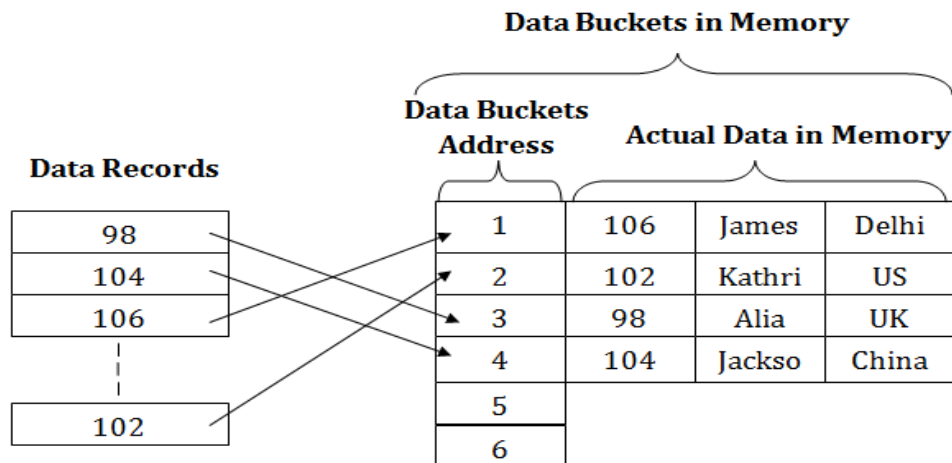 Data Buckets in Memory
Data Buckets
Address
Actual Data in Memory
Data Records
98
104
106
102
1 106 James Delhi
2 102 Kathri US
3 98 Alia UK
4 104 Jackso China
5
6